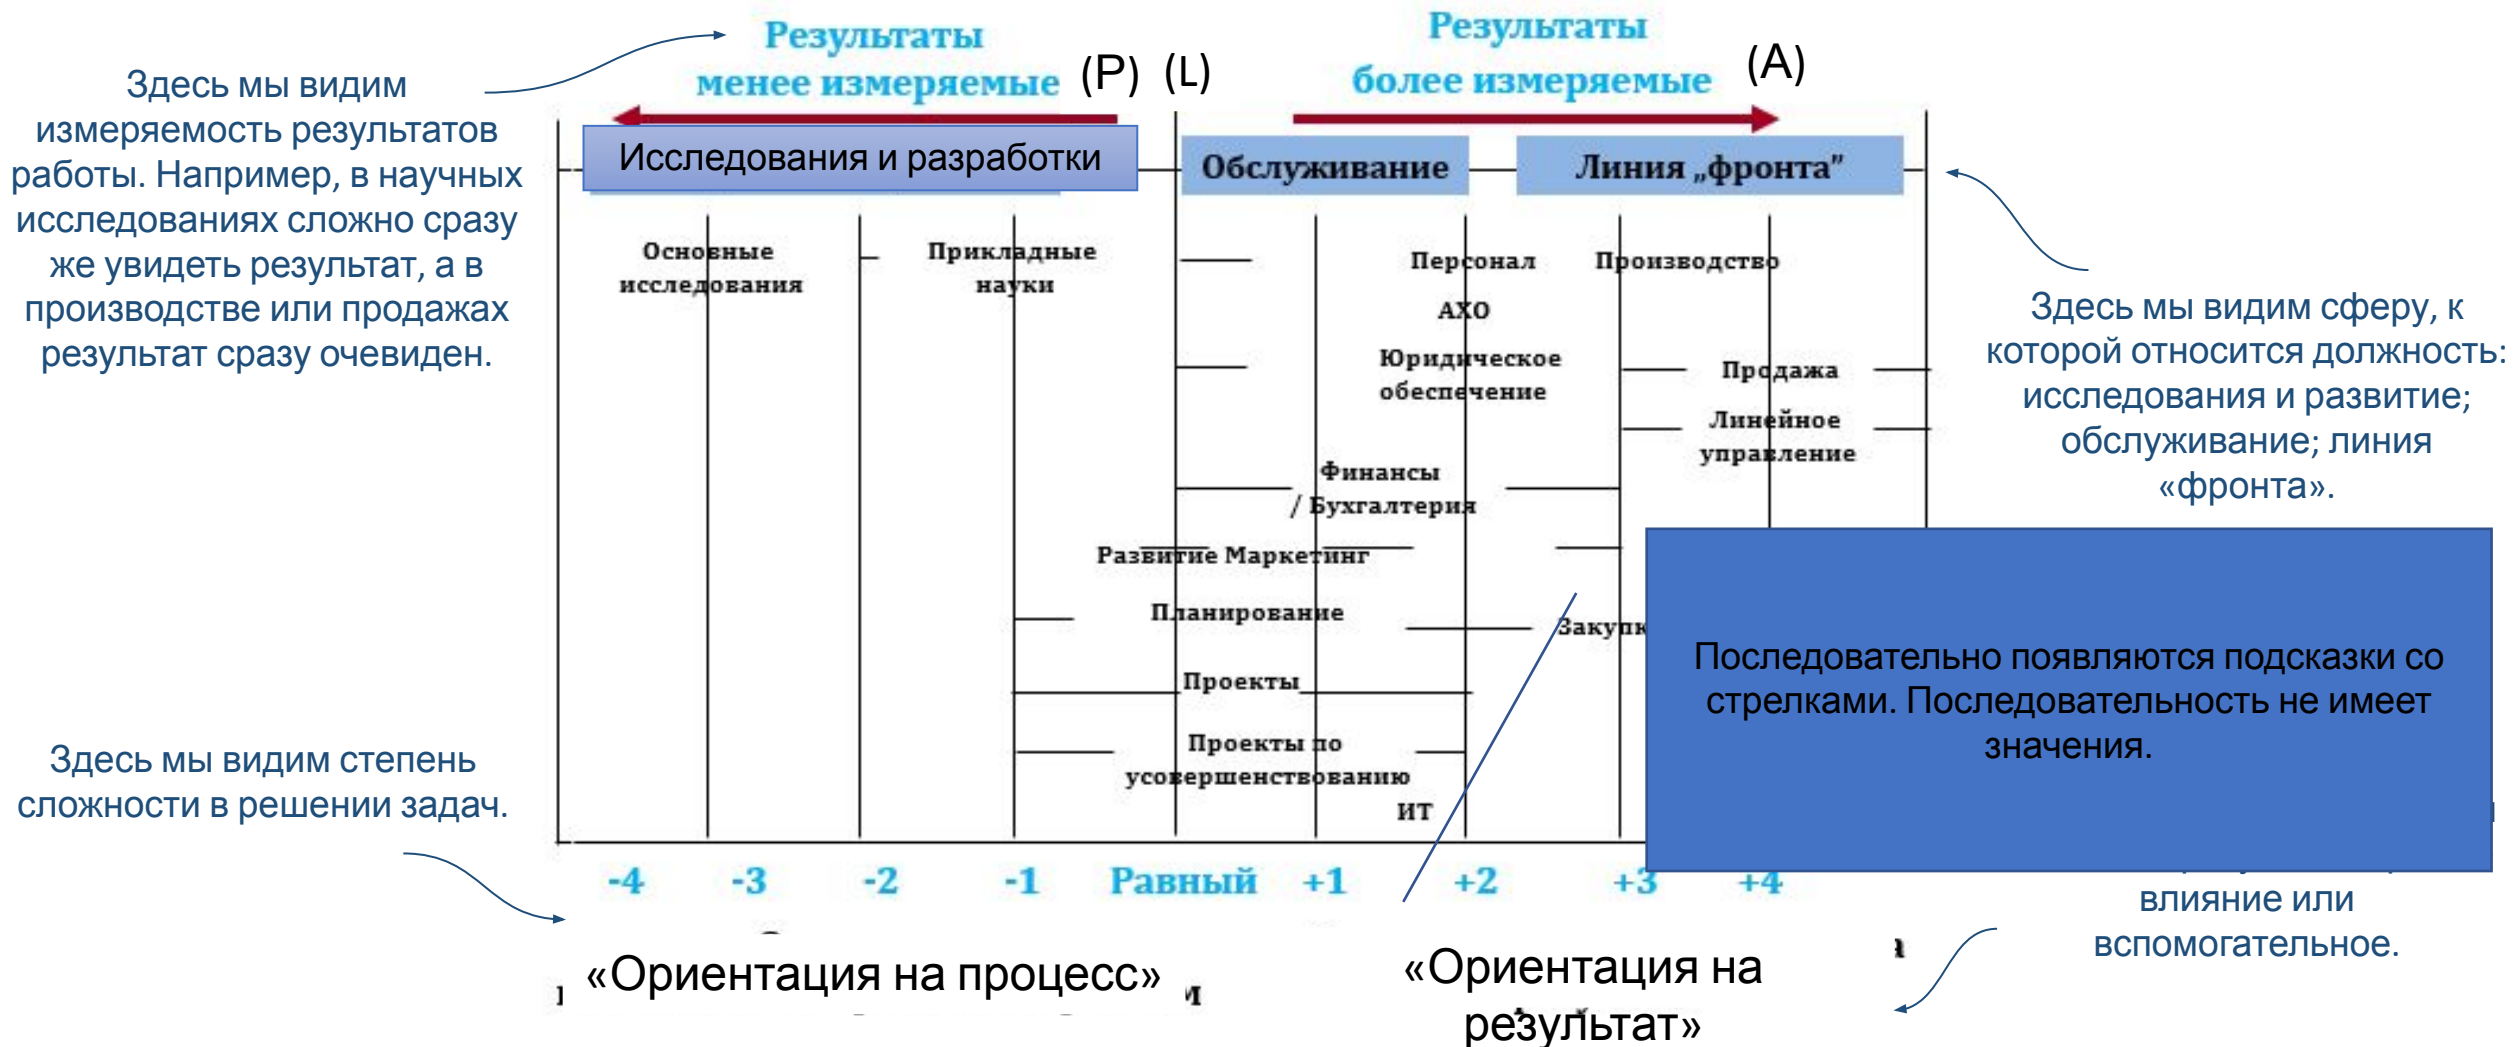 Результаты
менее измеряемые
(P)
(L)
Результаты
более измеряемые
(A)
Здесь мы видим
измеряемость результатов
работы. Например, в научных
исследованиях сложно сразу
же увидеть результат, а в
производстве или продажах
результат сразу очевиден.
Исследования и разработки
Обслуживание
Линия „фронта”
Основные
исследования
Прикладные
науки
Персонал
Производство
АХО
Юридическое
обеспечение
Продажа
Линейное
управление
Финансы
/ Бухгалтерия
Развитие Маркетинг
Планирование
Проекты
Проекты по
усовершенствованию
ИТ
Здесь мы видим сферу, к
которой относится должность:
исследования и развитие;
обслуживание; линия
«фронта».
Последовательно появляются подсказки со
стрелками. Последовательность не имеет
значения.
Здесь мы видим степень
сложности в решении задач.
-4 -3 -2 -1 Равный +1 +2 +3 +4
влияние или
вспомогательное.
«Ориентация на процесс»
«Ориентация на
результат»